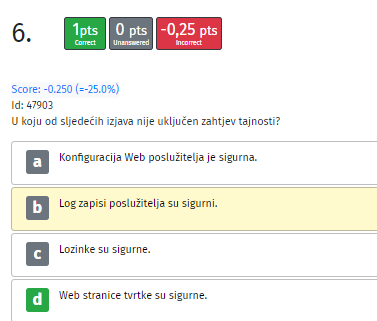 6.
1pts
Correct
0 pts
Unanswered
-0,25 pts
Incorrect
Score: -0.250 (=-25.0%)
Id: 47903
U koju od sljedećih izjava nije uključen zahtjev tajnosti?
a Konfiguracija Web poslužitelja je sigurna.
b Log zapisi poslužitelja su sigurni.
c Lozinke su sigurne.
d Web stranice tvrtke su sigurne.